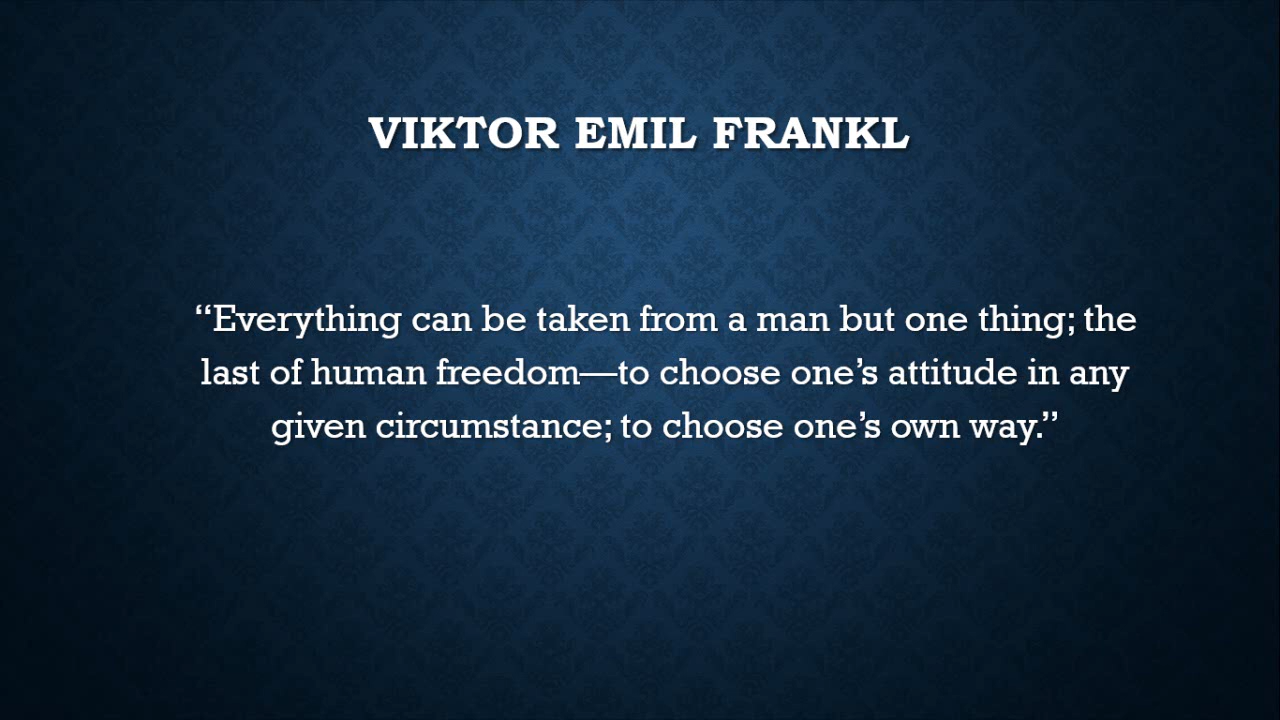 VIKTOR EMIL FRANKL
“Everything can be taken from a man but one thing; the
last of human freedom—to choose one’s attitude in any
given circumstance; to choose one’s own way.”